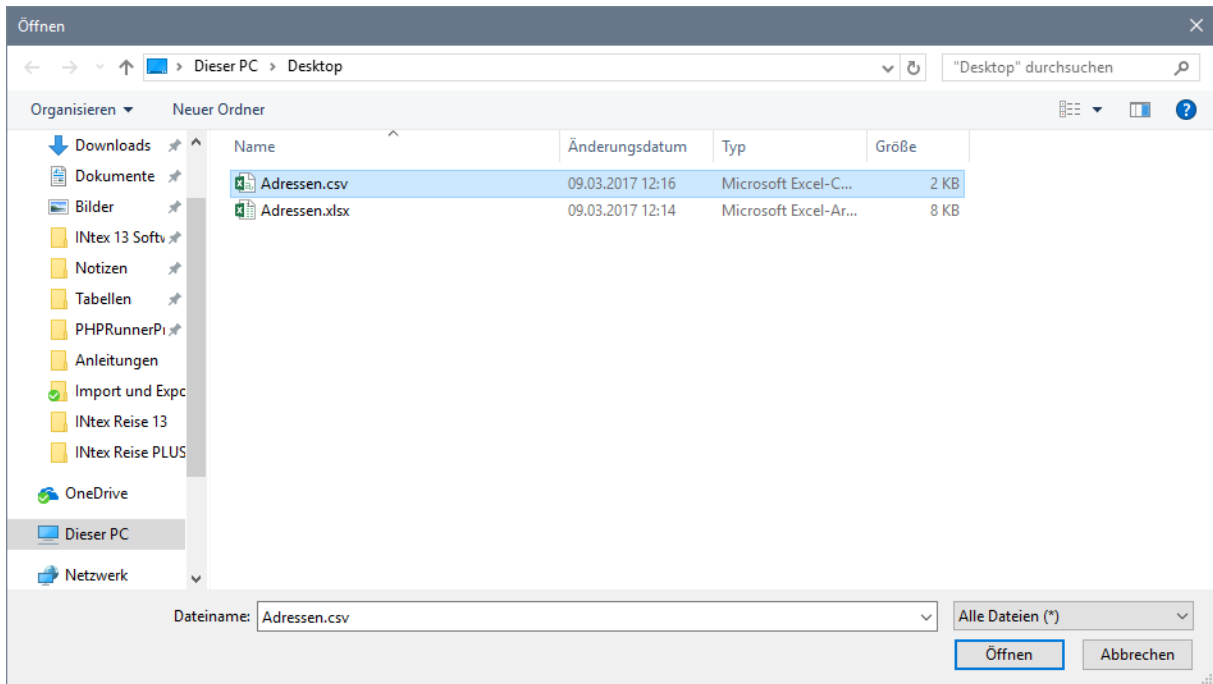 Öffnen
Dieser PC > Desktop
"Desktop" durchsuchen
Organisieren
Neuer Ordner
Downloads
Dokumente
Bilder
INtex 13 Softw
Notizen
Tabellen
PHPRunnerPr
Anleitungen
Import und Expo
INtex Reise 13
INtex Reise PLUS
OneDrive
Dieser PC
Netzwerk
Name Änderungsdatum Typ Größe
Adressen.csv 09.03.2017 12:16 Microsoft Excel-C... 2 KB
Adressen.xlsx 09.03.2017 12:14 Microsoft Excel-Ar... 8 KB
Dateiname: Adressen.csv
Alle Dateien (*)
Öffnen
Abbrechen